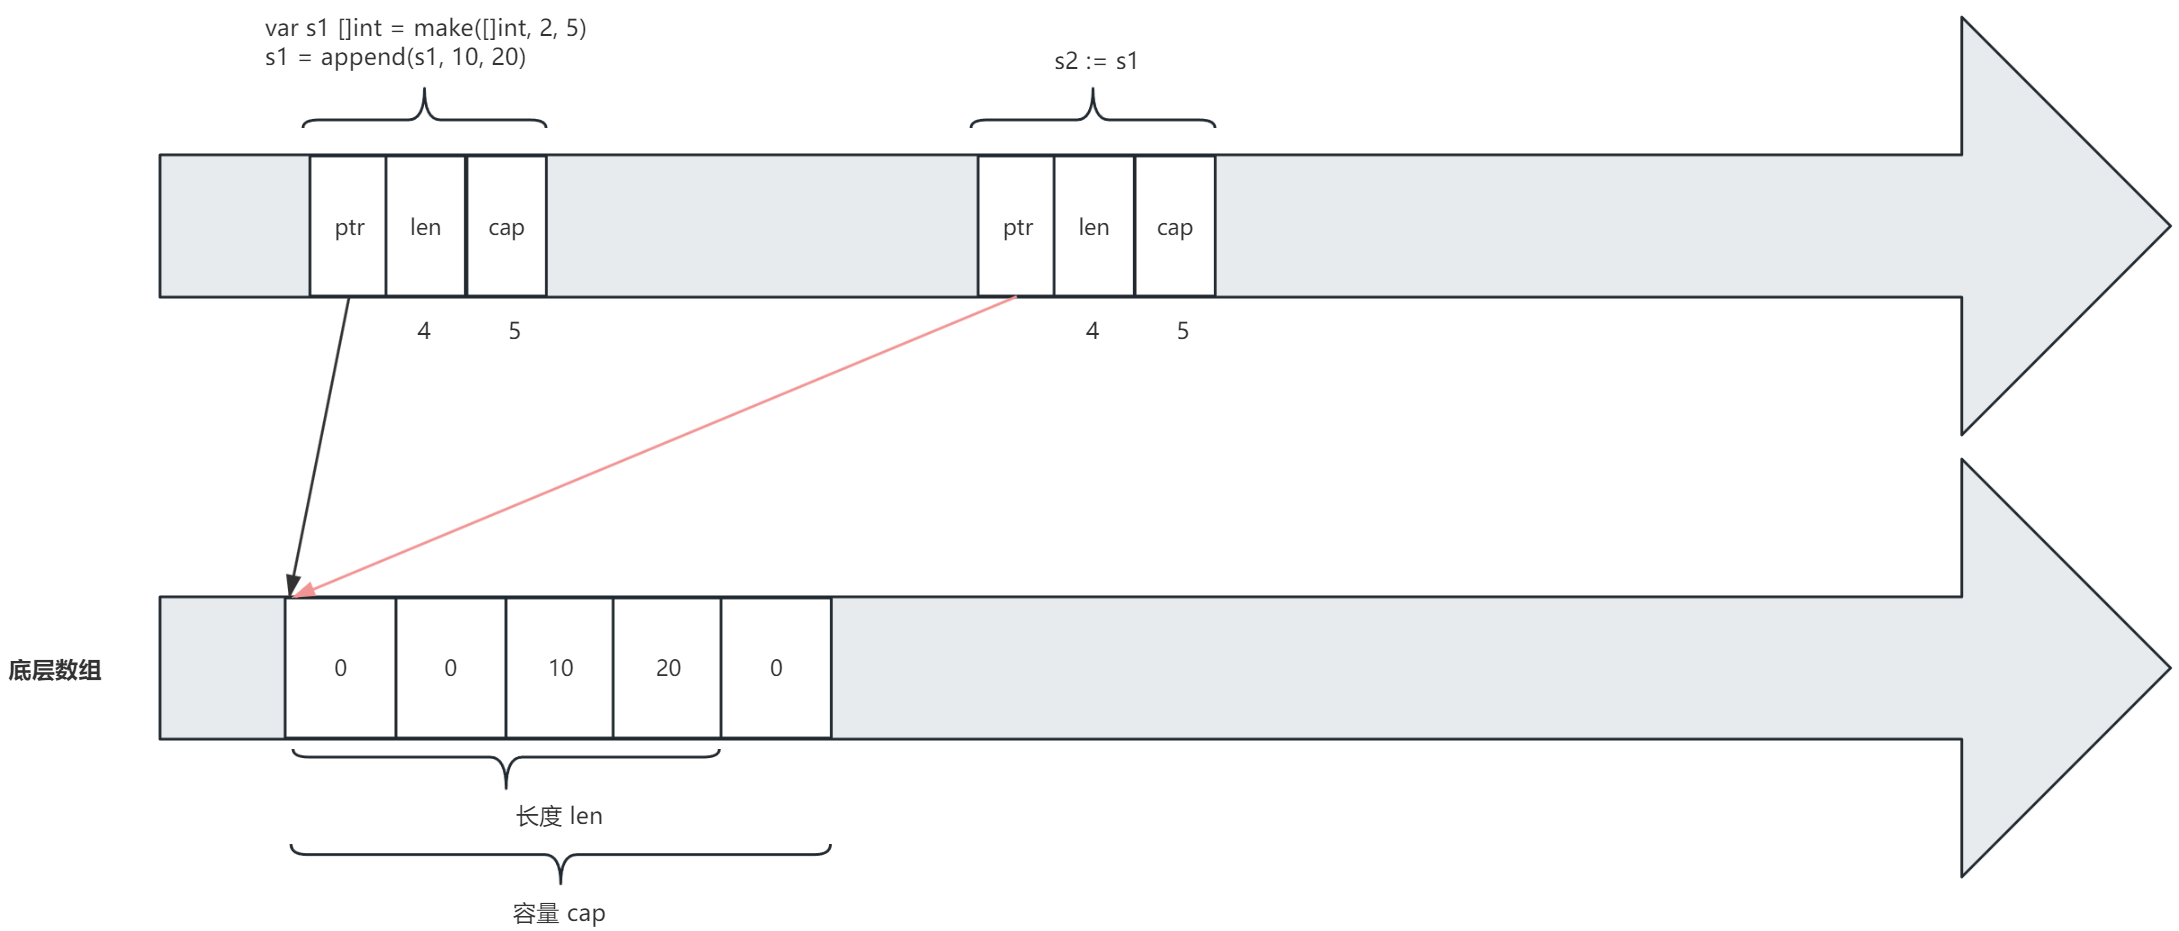 var s1 []int = make([]int, 2, 5)
s1 = append(s1, 10, 20)
s2 := s1
ptr
len
cap
ptr
len
cap
4
5
4
5
底层数组
0
0
10
20
0
长度 len
容量 cap